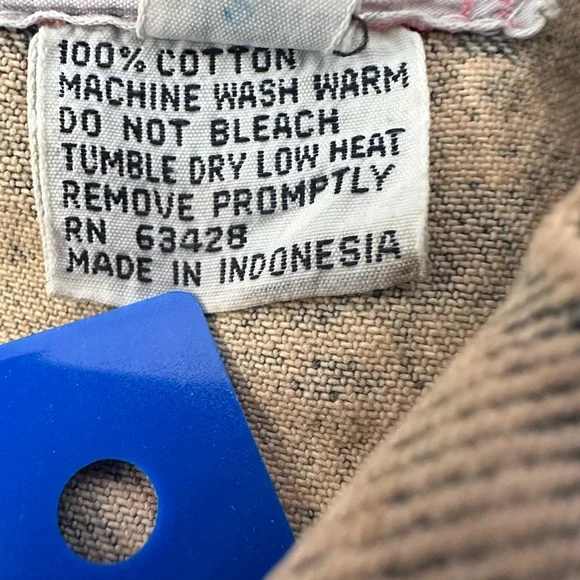 100% COTTON
MACHINE WASH WARM
DO NOT BLEACH
TUMBLE DRY LOW HEAT
REMOVE PROMPTLY
RN 63428
MADE IN INDONESIA